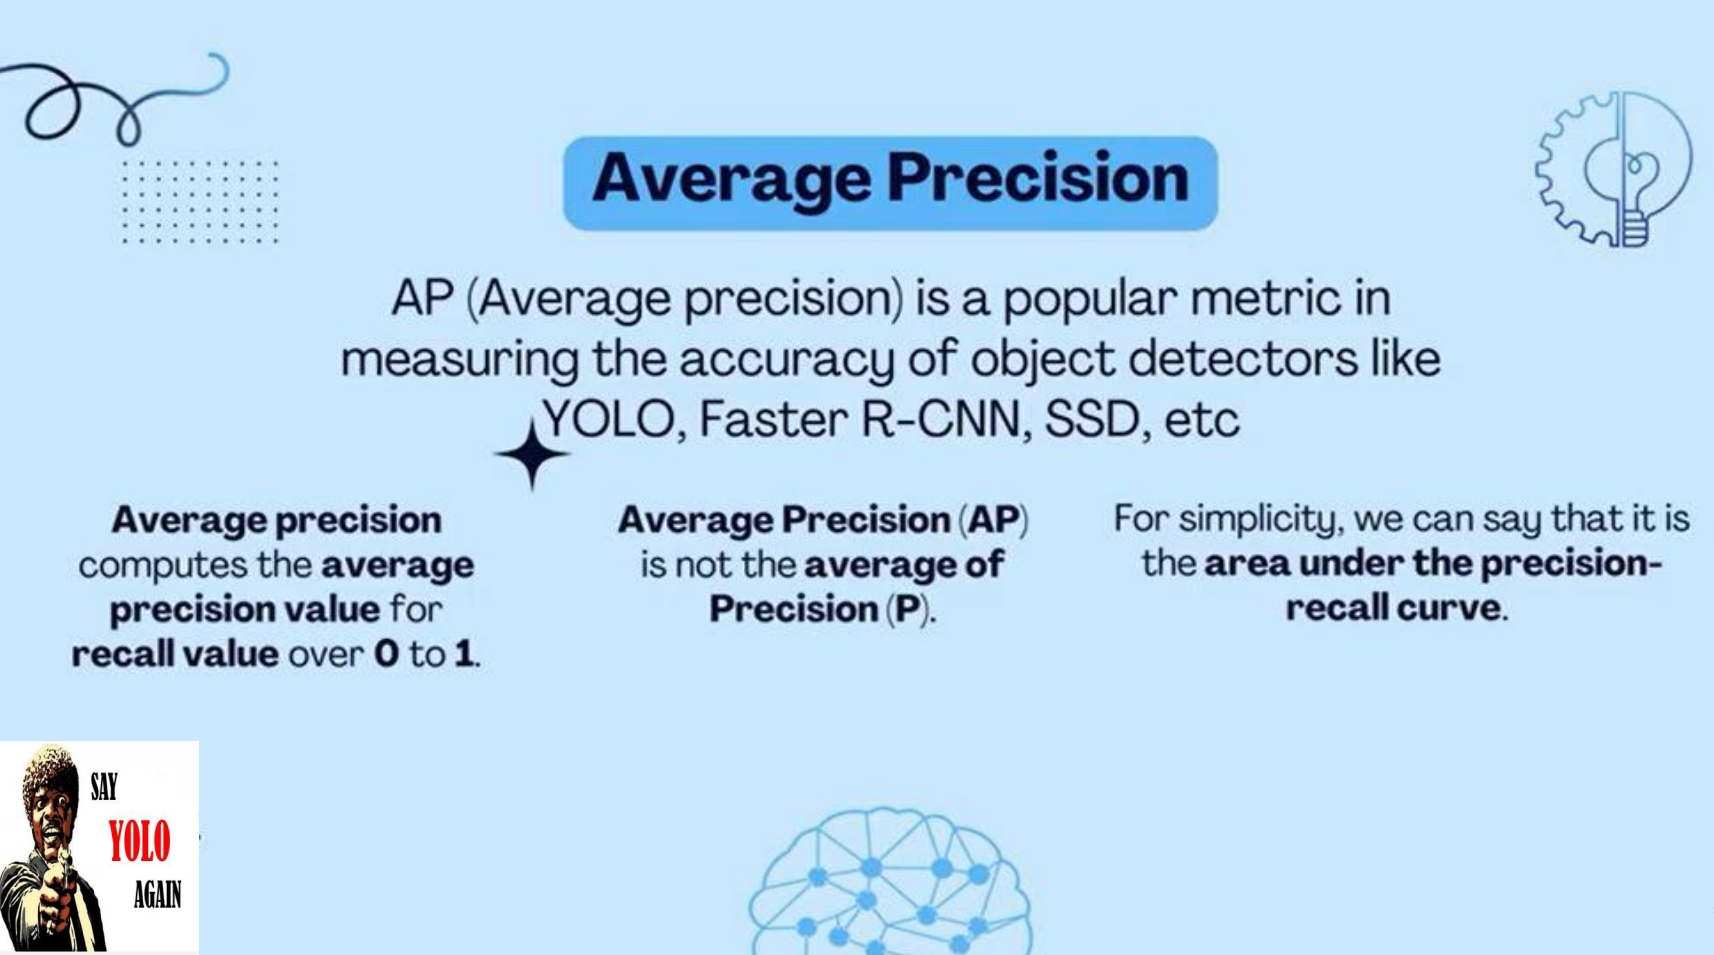 Average Precision
AP (Average precision) is a popular metric in
measuring the accuracy of object detectors like
YOLO, Faster R-CNN, SSD, etc
Average precision
computes the average
precision value for
recall value over 0 to 1.
Average Precision (AP)
is not the average of
Precision (P).
For simplicity, we can say that it is
the area under the precision-
recall curve.
SAY
YOLO
AGAIN